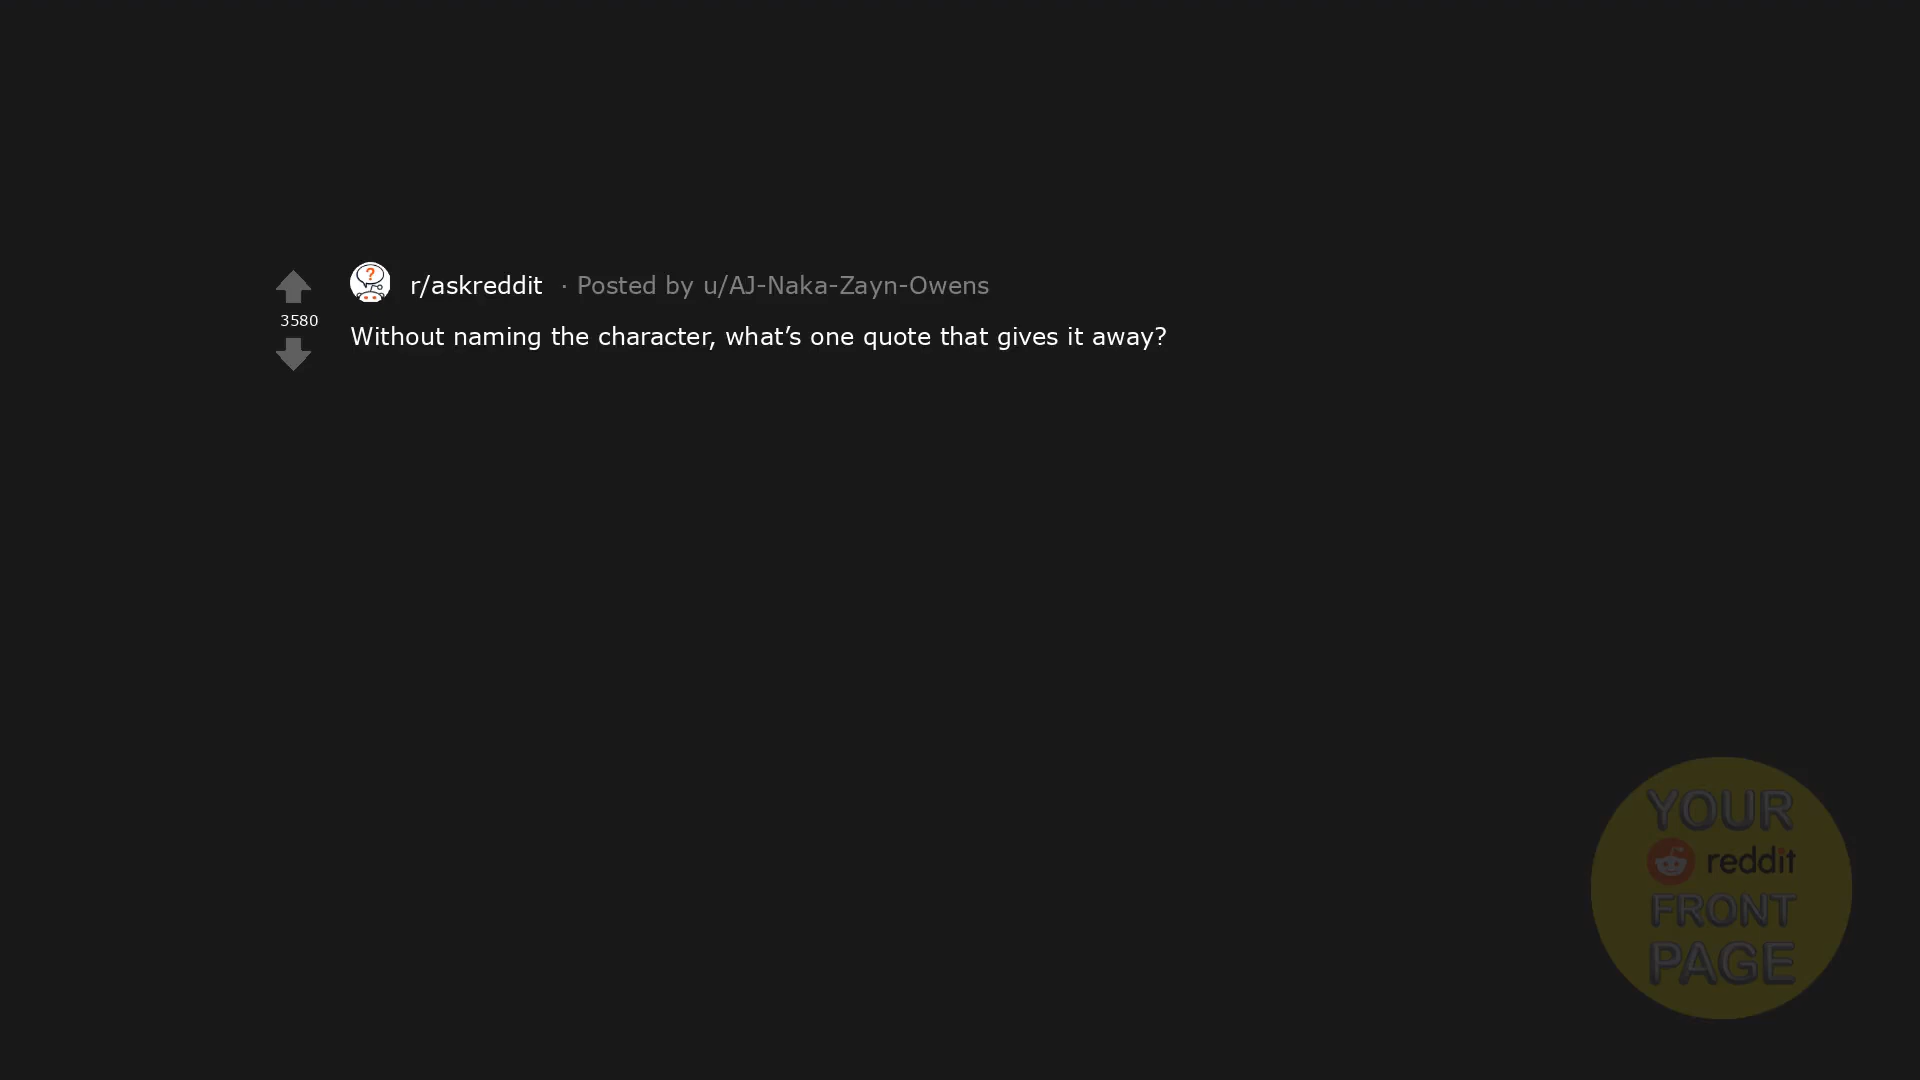 r/askreddit · Posted by u/AJ-Naka-Zayn-Owens
3580
Without naming the character, what’s one quote that gives it away?
YOUR
reddit
FRONT
PAGE